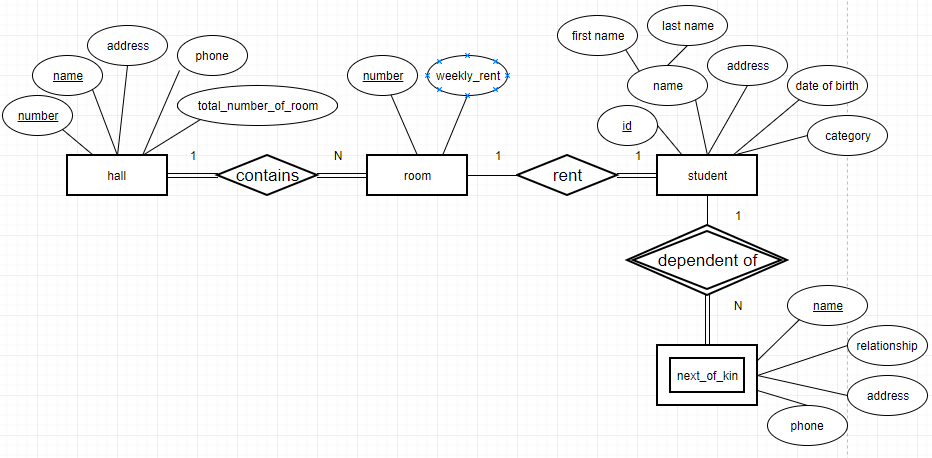 last name
first name
address
phone
name
number
weekly_rent
address
name
date of birth
total_number_of_room
number
id
category
1
N
1
1
hall
contains
room
rent
student
1
dependent of
N
name
relationship
next_of_kin
address
phone